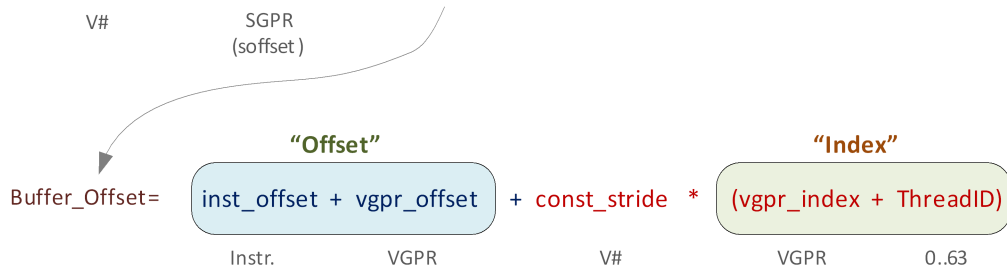 V# SGPR
(soffset)
“Offset” “Index”
Buffer_Offset= inst_offset + vgpr_offset + const_stride * (vgpr_index + ThreadID)
Instr. VGPR V# VGPR 0..63